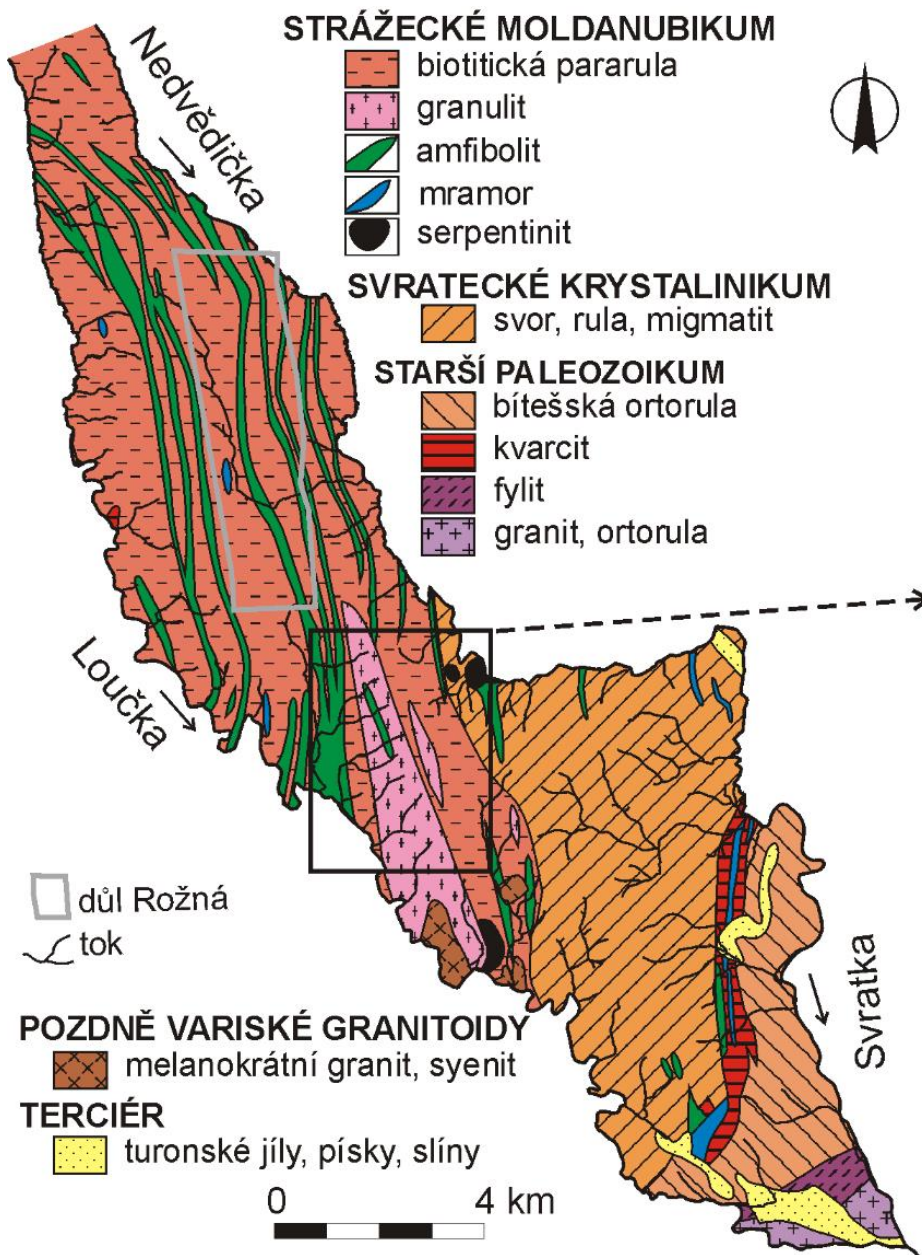 STRÁŽECKÉ MOLDANUBIKUM
biotitická pararula
granulit
amfibolit
mramor
serpentinit
SVRATECKÉ KRYSTALINIKUM
svor, rula, migmatit
STARŠÍ PALEOZOIKUM
bítešská ortorula
kvarcit
fylit
granit, ortorula
Nedvědička
Loučka
Svratka
důl Rožná
tok
POZDNĚ VARISKÉ GRANITOIDY
melanokrátní granit, syenit
TERCIÉR
turonské jíly, písky, slíny
0 4 km